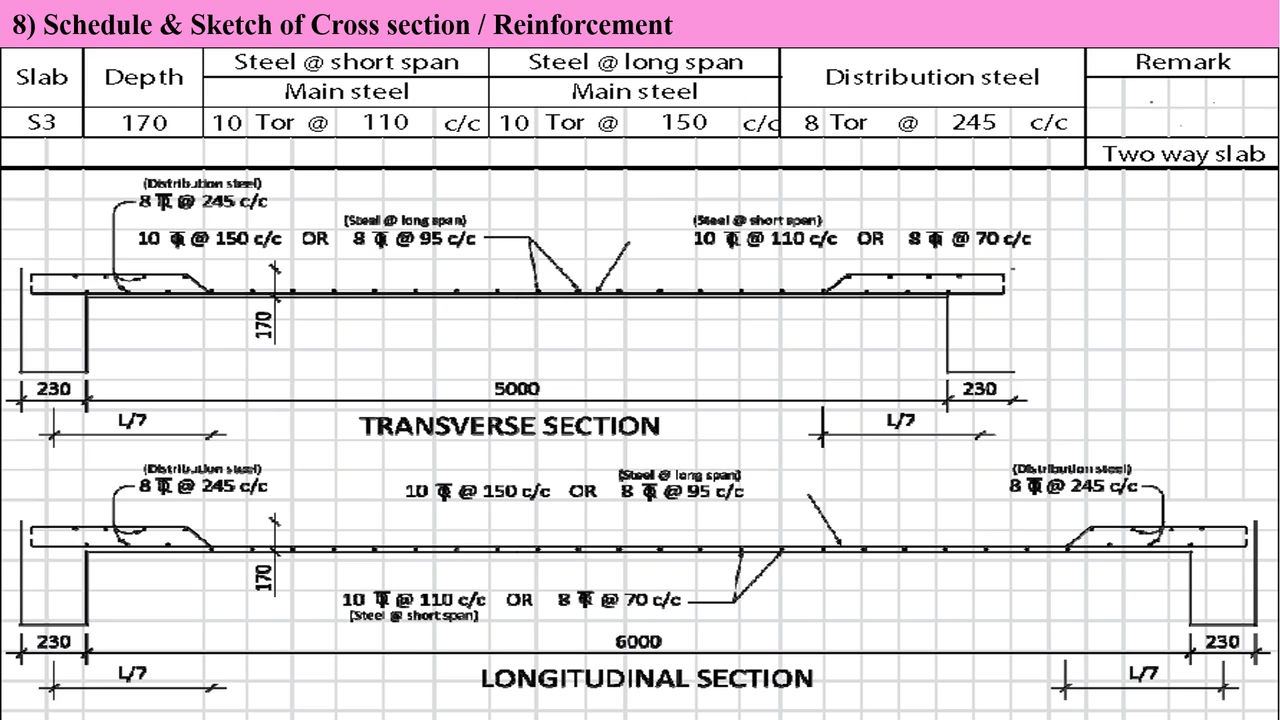 8) Schedule & Sketch of Cross section / Reinforcement
Slab Depth Steel @ short span Steel @ long span Distribution steel Remark
Main steel Main steel
S3 170 10 Tor @ 110 c/c 10 Tor @ 150 c/c 8 Tor @ 245 c/c
Two way slab
(Distribution steel)
8 @ 245 c/c
(Steel @ long span) (Steel @ short span)
10 @ 150 c/c OR 8 @ 95 c/c 10 @ 110 c/c OR 8 @ 70 c/c
170
230 5000 230
L/7 TRANSVERSE SECTION L/7
(Distribution steel) (Steel @ long span) (Distribution steel)
8 @ 245 c/c 10 @ 150 c/c OR 8 @ 95 c/c 8 @ 245 c/c
170
10 @ 110 c/c OR 8 @ 70 c/c
(Steel @ short span)
230 6000 230
L/7 LONGITUDINAL SECTION L/7